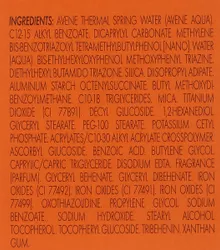 INGREDIENTS: AVENE THERMAL SPRING WATER (AVENE AQUA).
C12-15 ALKYL BENZOATE. DICAPRYLYL CARBONATE. METHYLENE
BIS-BENZOTRIAZOLYL TETRAMETHYLBUTYLPHENOL [NANO]. WATER
(AQUA). BIS-ETHYLHEXYLOXYPHENOL METHOXYPHENYL TRIAZINE.
DIETHYLHEXYL BUTAMIDO TRIAZONE. SILICA. DIISOPROPYL ADIPATE.
ALUMINUM STARCH OCTENYLSUCCINATE. BUTYL METHOXYDI
BENZOYLMETHANE. C10-18 TRIGLYCERIDES. MICA. TITANIUM
DIOXIDE [CI 77891]. DECYL GLUCOSIDE. 1,2-HEXANEDIOL.
GLYCERYL STEARATE. PEG-100 STEARATE. POTASSIUM CETYL
PHOSPHATE. ACRYLATES/C10-30 ALKYL ACRYLATE CROSSPOLYMER.
ASCORBYL GLUCOSIDE. BENZOIC ACID. BUTYLENE GLYCOL.
CAPRYLIC/CAPRIC TRIGLYCERIDE. DISODIUM EDTA. FRAGRANCE
(PARFUM). GLYCERYL BEHENATE. GLYCERYL DIBEHENATE. IRON
OXIDES [CI 77492]. IRON OXIDES [CI 77491]. IRON OXIDES [CI
77499]. OXOTHIAZOLIDINE. PROPYLENE GLYCOL. SODIUM
BENZOATE. SODIUM HYDROXIDE. STEARYL ALCOHOL.
TOCOPHEROL. TOCOPHERYL GLUCOSIDE. TRIBEHENIN. XANTHAN
GUM.